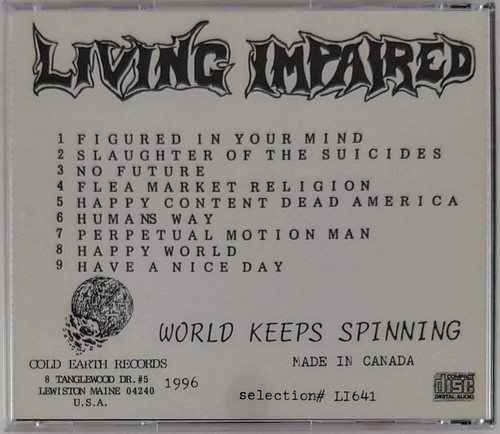 LIVING IMPAIRED
1 FIGURED IN YOUR MIND
2 SLAUGHTER OF THE SUICIDES
3 NO FUTURE
4 FLEA MARKET RELIGION
5 HAPPY CONTENT DEAD AMERICA
6 HUMANS WAY
7 PERPETUAL MOTION MAN
8 HAPPY WORLD
9 HAVE A NICE DAY
WORLD KEEPS SPINNING
COLD EARTH RECORDS
MADE IN CANADA
8 TANGLEWOOD DR.#5
LEWISTON MAINE 04240
U.S.A.
1996
selection# LI641
COMPACT
disc
DIGITAL AUDIO